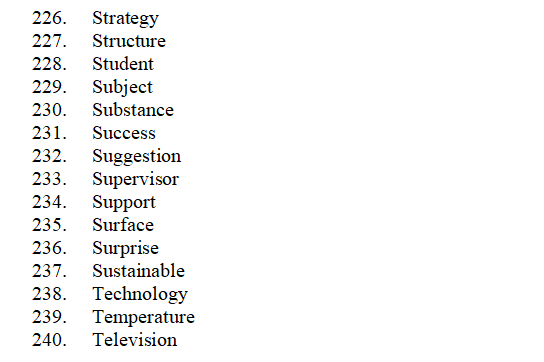 226. Strategy
227. Structure
228. Student
229. Subject
230. Substance
231. Success
232. Suggestion
233. Supervisor
234. Support
235. Surface
236. Surprise
237. Sustainable
238. Technology
239. Temperature
240. Television